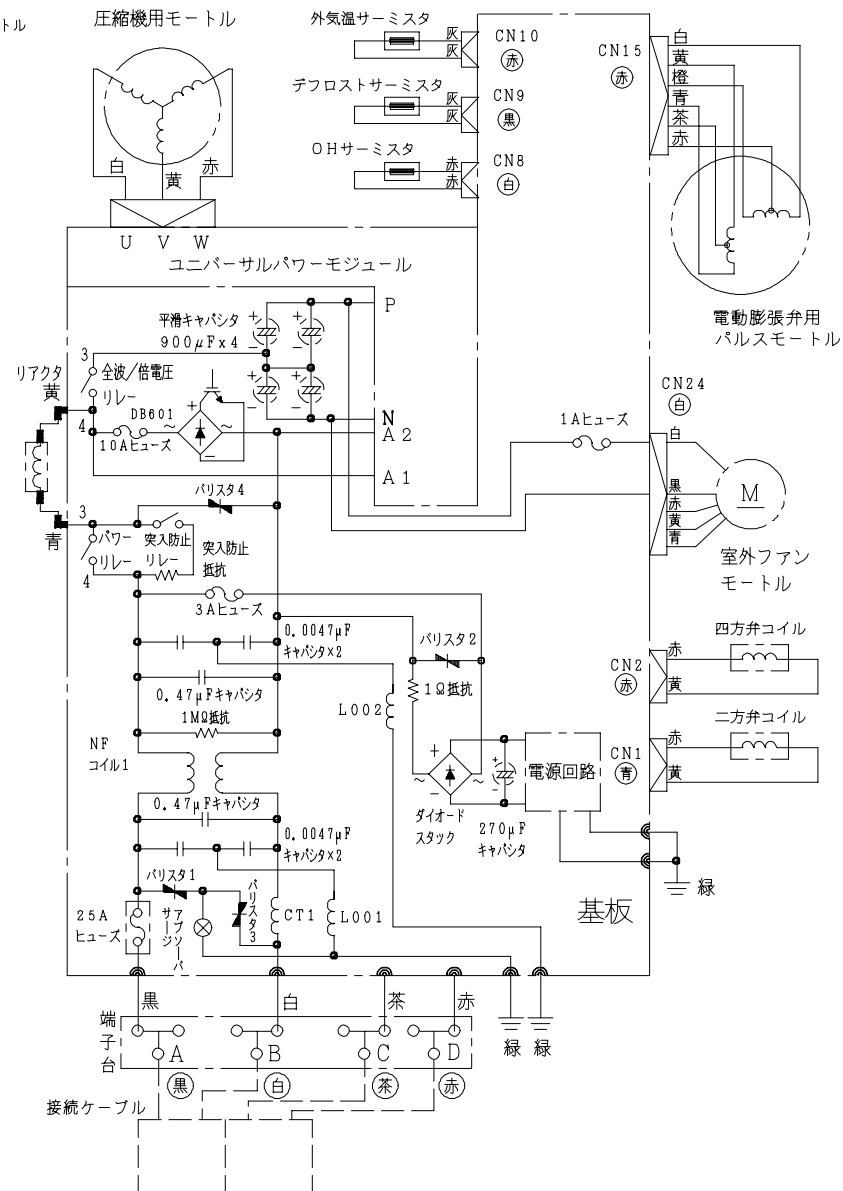 トル
圧縮機用モートル
白
黄
赤
U V W
外気温サーミスタ
灰
灰
CN10
赤
デフロストサーミスタ
灰
灰
CN9
黒
OHサーミスタ
赤
赤
CN8
白
CN15
赤
白
黄
橙
青
茶
赤
電動膨張弁用
パルスモートル
ユニバーサルパワーモジュール
平滑キャパシタ
900μFx4
+
+
-
-
+
+
-
-
P
N
A2
A1
3
全波/倍電圧
リレー
4
リアクタ
黄
青
DB601
10Aヒューズ
~
+
~
-
1Aヒューズ
CN24
白
白
黒
赤
黄
青
M
室外ファン
モートル
バリスタ4
3
パワー
リレー
4
突入防止
リレー
突入防止
抵抗
3Aヒューズ
0.0047μF
キャパシタ×2
0.47μFキャパシタ
1MΩ抵抗
L002
バリスタ2
1Ω抵抗
四方弁コイル
CN2
赤
赤
黄
二方弁コイル
CN1
青
赤
黄
NF
コイル1
+
~
~
-
ダイオード
スタック
+
-
270μF
キャパシタ
電源回路
0.47μFキャパシタ
0.0047μF
キャパシタ×2
バリスタ1
25A
ヒューズ
サージ
アブソーバ
バリスタ3
CT1
L001
基板
緑
黒
白
茶
赤
緑
緑
端子台
A
B
C
D
黒
白
茶
赤
接続ケーブル